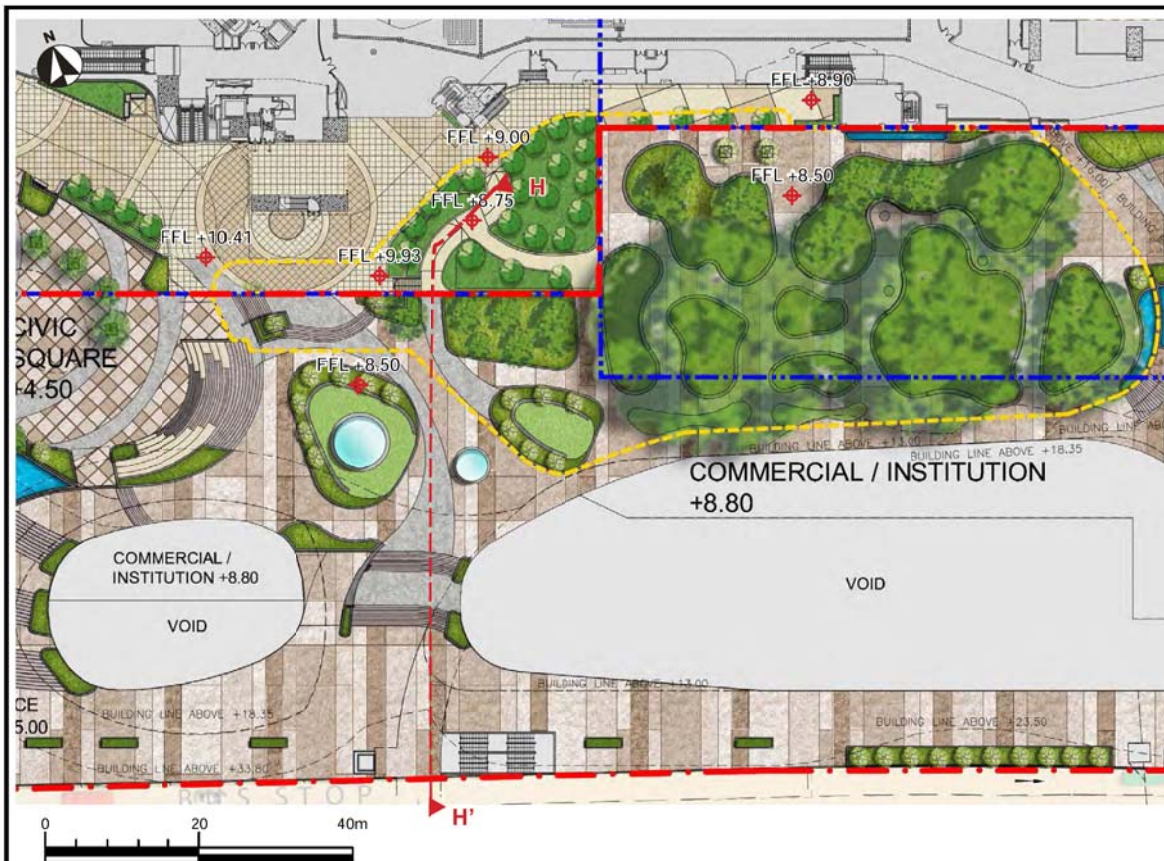 N
FFL +8.90
FFL +9.00
H
FFL +8.75
FFL +8.50
FFL +10.41
FFL +9.93
CIVIC
SQUARE
+4.50
FFL +8.50
BUILDING LINE ABOVE +13.00
BUILDING LINE ABOVE +18.35
COMMERCIAL / INSTITUTION
+8.80
COMMERCIAL /
INSTITUTION +8.80
VOID
VOID
BUILDING LINE ABOVE +13.00
CE
5.00
BUILDING LINE ABOVE +18.35
BUILDING LINE ABOVE +23.50
BUILDING LINE ABOVE +33.80
STOP
H'
0
20
40m